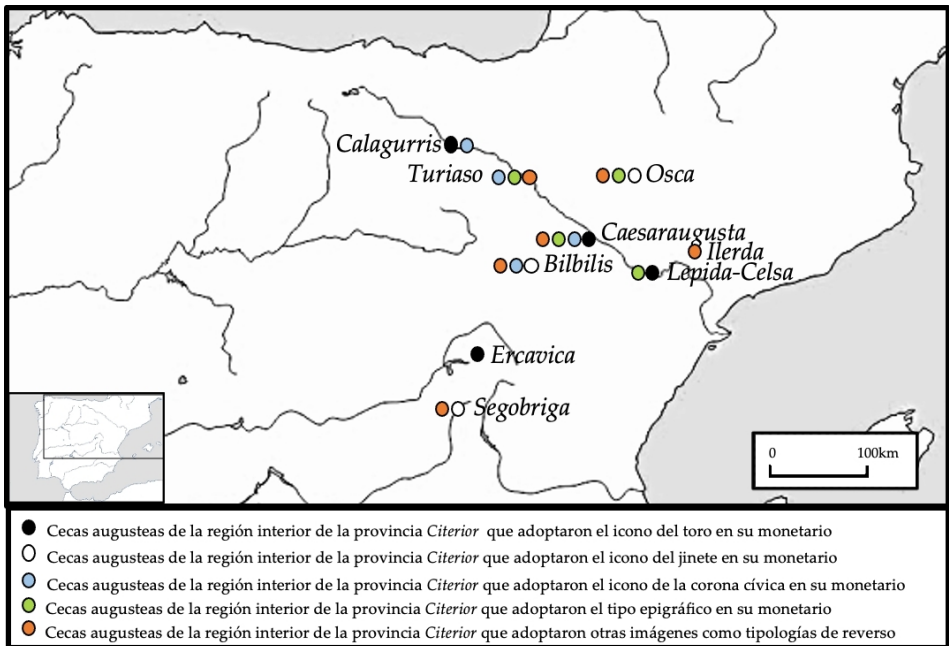 Calagurris
Turiaso
Osca
Caesaraugusta
Ilerda
Bilbilis
Lepida-Celsa
Ercavica
Segobriga
0 100km
Cecas augusteas de la región interior de la provincia Citerior que adoptaron el icono del toro en su monetario
Cecas augusteas de la región interior de la provincia Citerior que adoptaron el icono del jinete en su monetario
Cecas augusteas de la región interior de la provincia Citerior que adoptaron el icono de la corona cívica en su monetario
Cecas augusteas de la región interior de la provincia Citerior que adoptaron el tipo epigráfico en su monetario
Cecas augusteas de la región interior de la provincia Citerior que adoptaron otras imágenes como tipologías de reverso